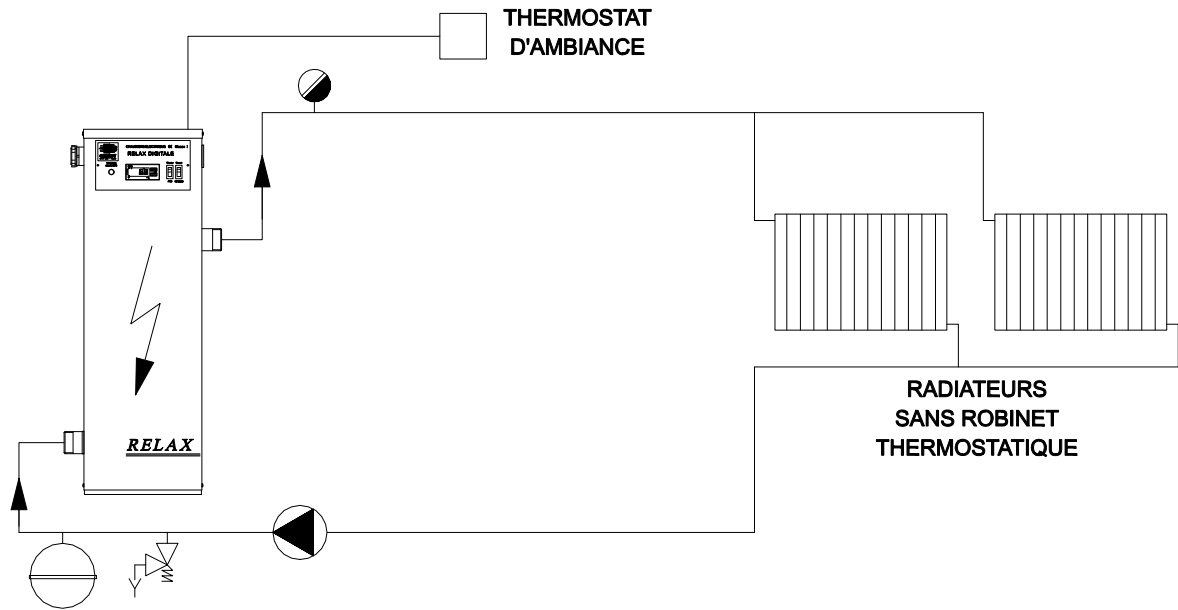 THERMOSTAT
D'AMBIANCE
RELAX DIGITALE
RELAX
RADIATEURS
SANS ROBINET
THERMOSTATIQUE